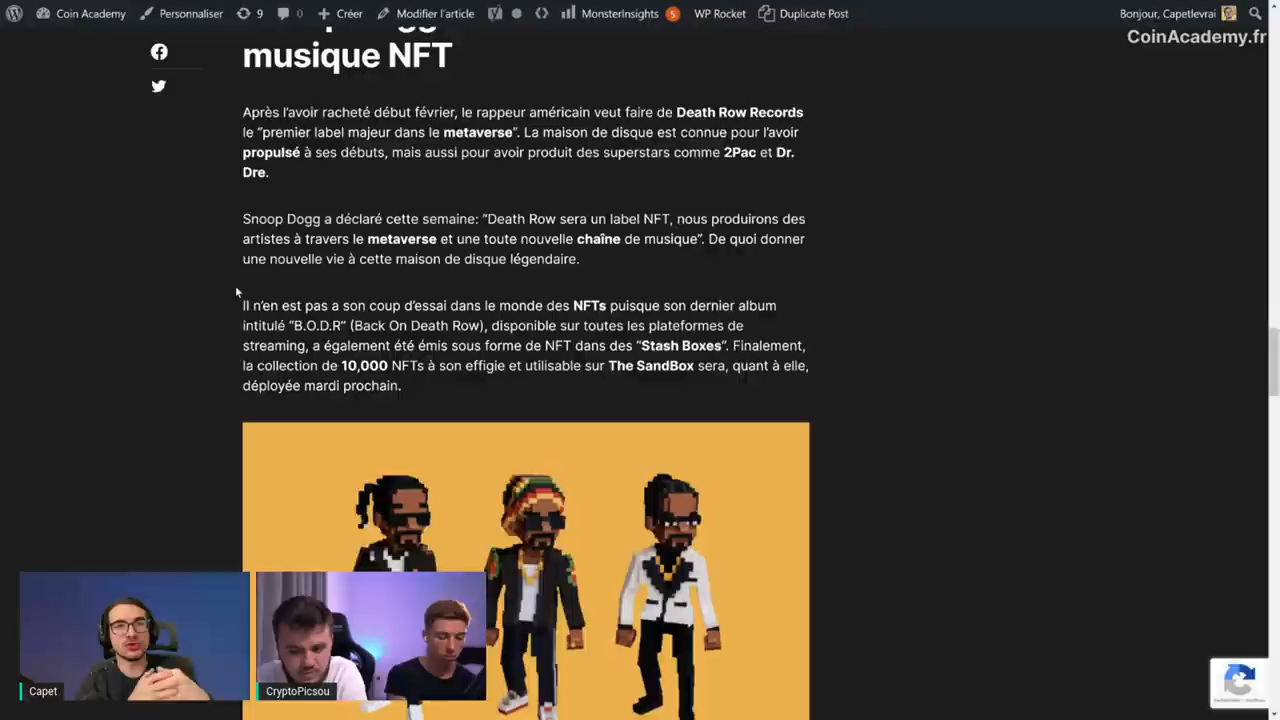 Coin Academy Personnaliser 9 0 Créer Modifier l'article MonsterInsights 5 WP Rocket Duplicate Post Bonjour, Capetlevrai
CoinAcademy.fr
musique NFT
Après l'avoir racheté début février, le rappeur américain veut faire de Death Row Records
le "premier label majeur dans le metaverse". La maison de disque est connue pour l'avoir
propulsé à ses débuts, mais aussi pour avoir produit des superstars comme 2Pac et Dr.
Dre.
Snoop Dogg a déclaré cette semaine: "Death Row sera un label NFT, nous produirons des
artistes à travers le metaverse et une toute nouvelle chaîne de musique". De quoi donner
une nouvelle vie à cette maison de disque légendaire.
Il n'en est pas a son coup d'essai dans le monde des NFTs puisque son dernier album
intitulé "B.O.D.R" (Back On Death Row), disponible sur toutes les plateformes de
streaming, a également été émis sous forme de NFT dans des "Stash Boxes". Finalement,
la collection de 10,000 NFTs à son effigie et utilisable sur The SandBox sera, quant à elle,
déployée mardi prochain.
Capet
CryptoPicsou